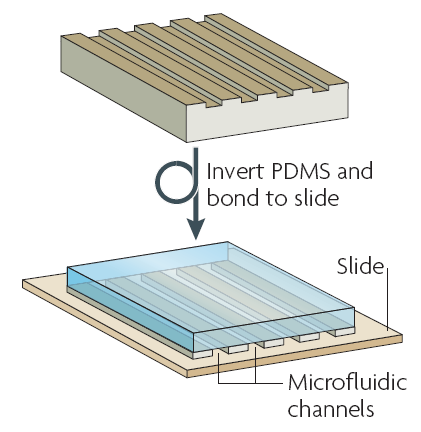 Invert PDMS and
bond to slide
Slide
Microfluidic
channels